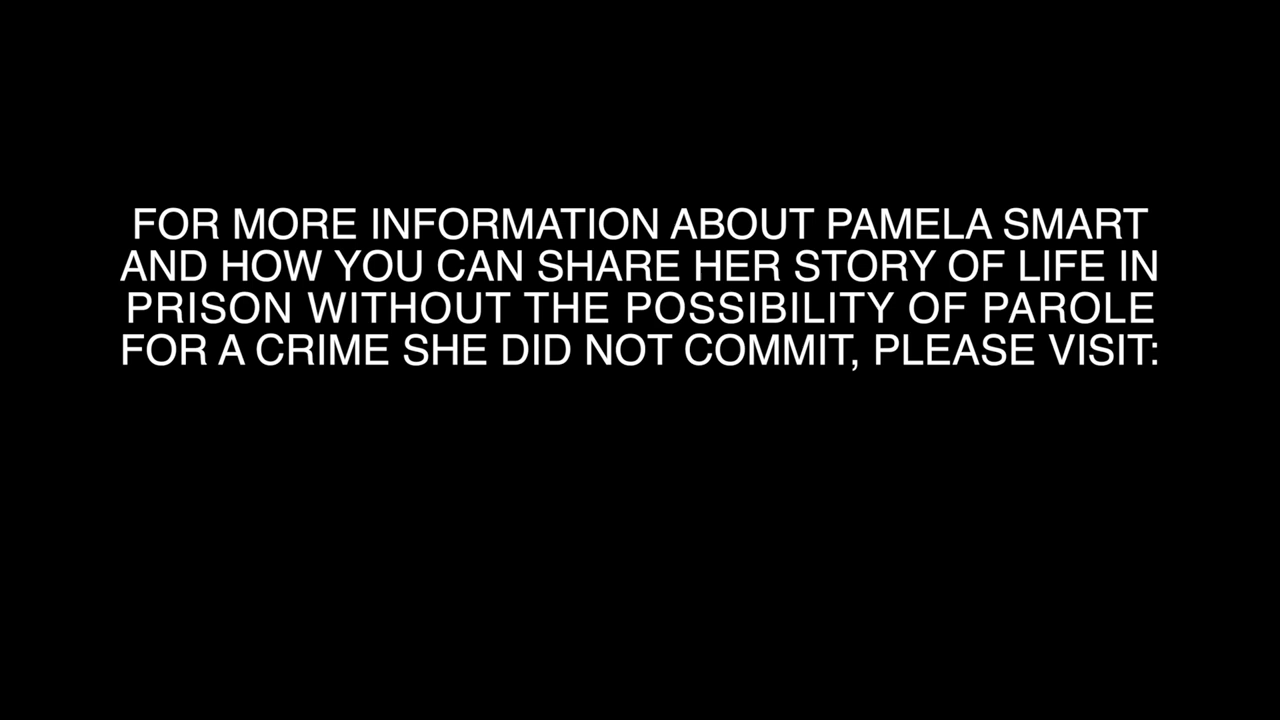 FOR MORE INFORMATION ABOUT PAMELA SMART
AND HOW YOU CAN SHARE HER STORY OF LIFE IN
PRISON WITHOUT THE POSSIBILITY OF PAROLE
FOR A CRIME SHE DID NOT COMMIT, PLEASE VISIT: